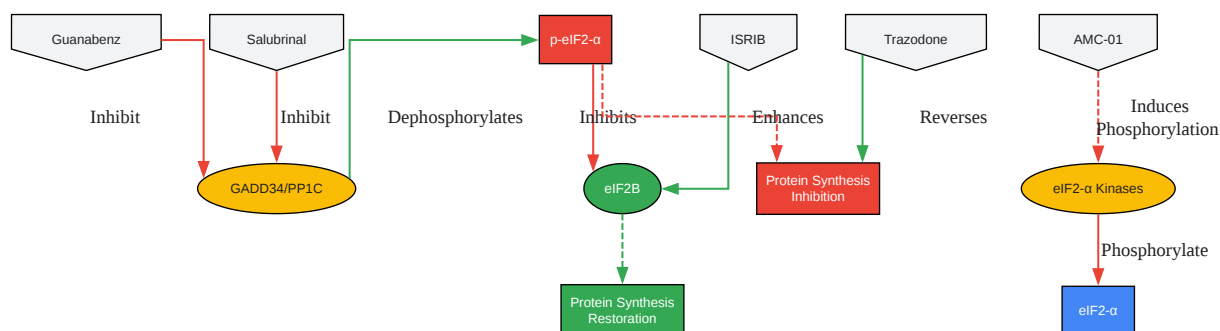 Guanabenz
Salubrinal
p-eIF2-α
ISRIB
Trazodone
AMC-01
Inhibit
Inhibit
Dephosphorylates
Inhibits
Enhances
Reverses
Induces
Phosphorylation
GADD34/PP1C
eIF2B
Protein Synthesis
Inhibition
eIF2-α Kinases
Phosphorylate
Protein Synthesis
Restoration
eIF2-α